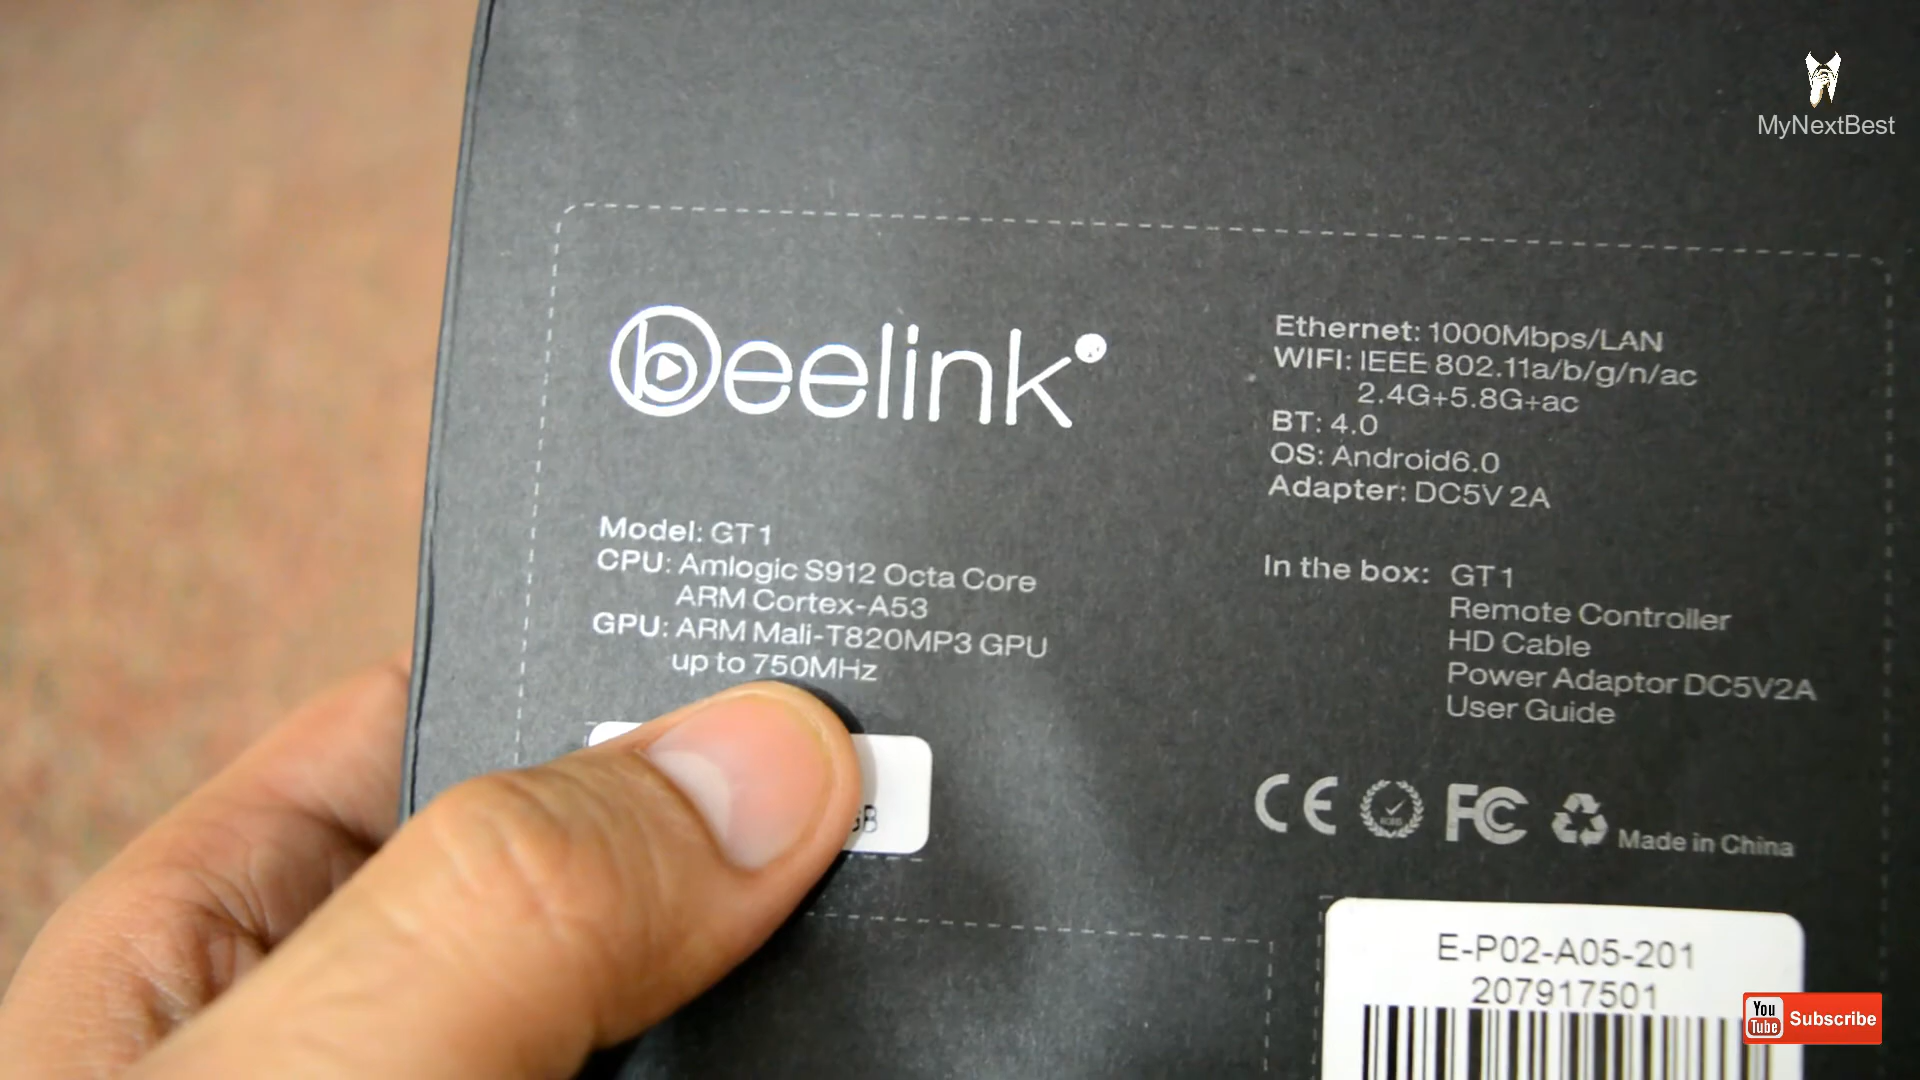 MyNextBest
beelink
Model: GT1
CPU: Amlogic S912 Octa Core
ARM Cortex-A53
GPU: ARM Mali-T820MP3 GPU
up to 750MHz
GB
Ethernet: 1000Mbps/LAN
WIFI: IEEE 802.11a/b/g/n/ac
2.4G+5.8G+ac
BT: 4.0
OS: Android6.0
Adapter: DC5V 2A
In the box: GT1
Remote Controller
HD Cable
Power Adaptor DC5V2A
User Guide
CE FC Made in China
E-P02-A05-201
207917501
You Tube Subscribe